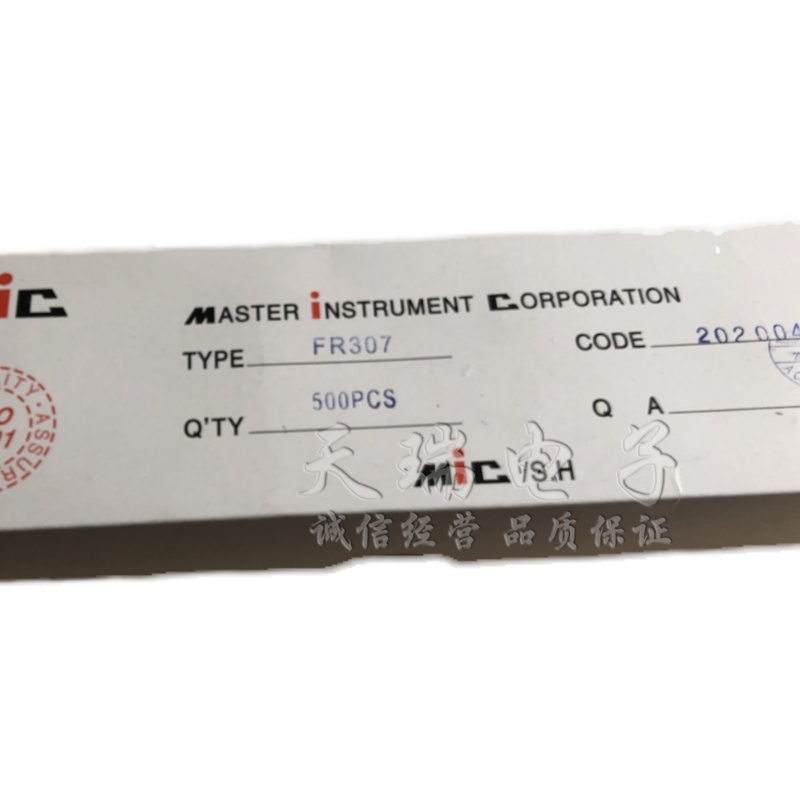 ic
MASTER iNSTRUMENT CORPORATION
TYPE FR307
CODE 202004
Q'TY 500PCS
Q A
MiC /S.H
天瑞电子
诚信经营 品质保证